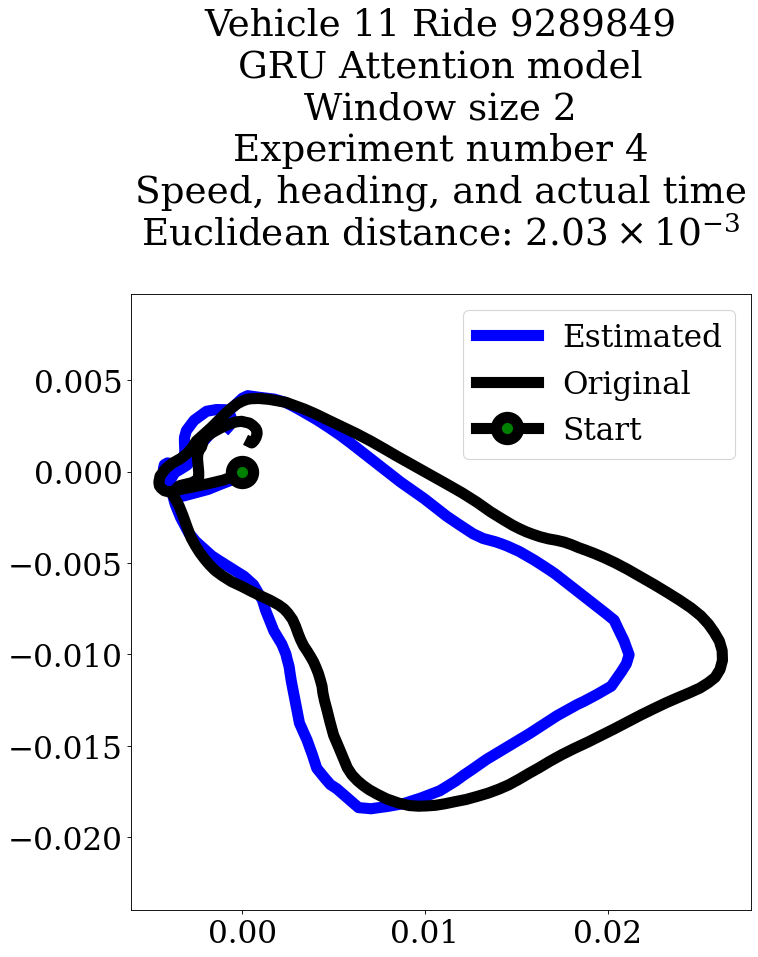 Vehicle 11 Ride 9289849
GRU Attention model
Window size 2
Experiment number 4
Speed, heading, and actual time
Euclidean distance: 2.03 × 10⁻³
Estimated
Original
Start
0.005
0.000
−0.005
−0.010
−0.015
−0.020
0.00
0.01
0.02